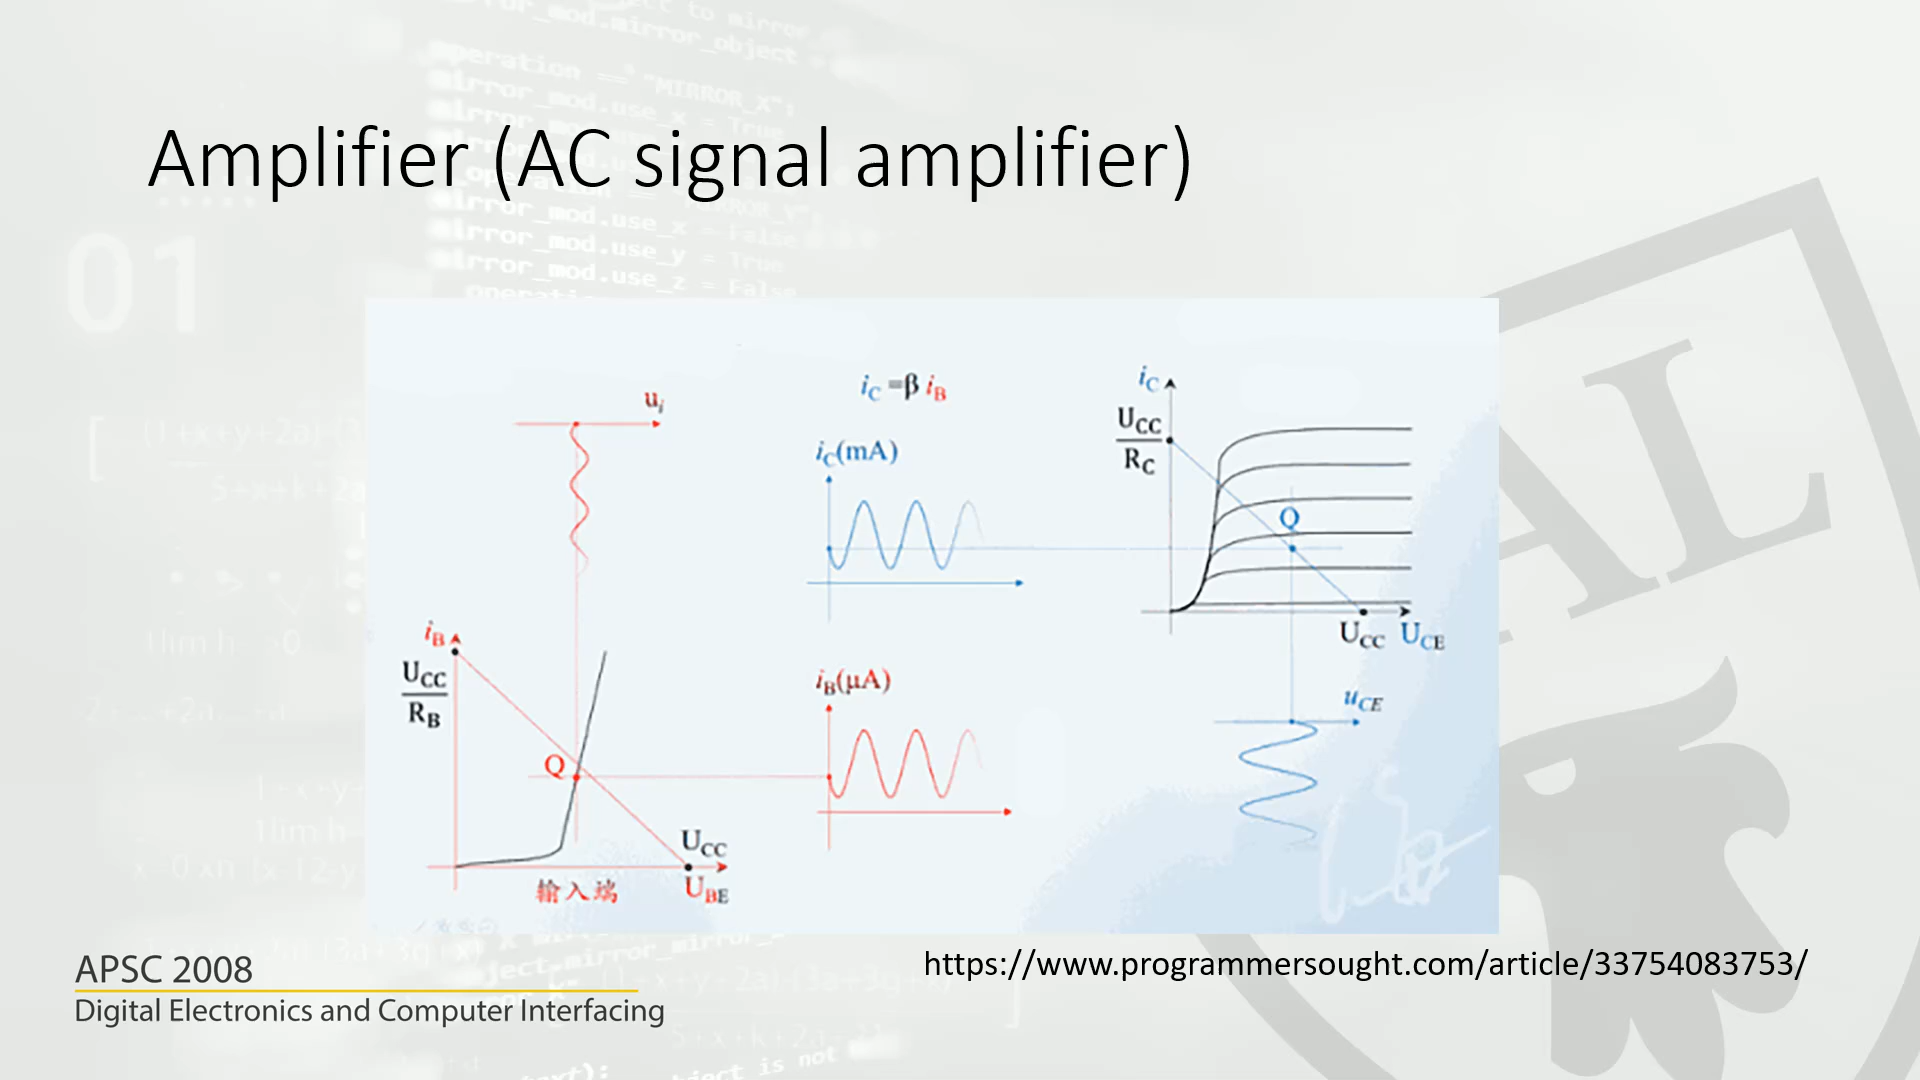 Amplifier (AC signal amplifier)
01
uᵢ
i_C =β i_B
i_C(mA)
i_C
U_CC
R_C
Q
U_CC U_CE
i_B
U_CC
R_B
Q
i_B(μA)
u_CE
U_CC
输入端 U_BE
APSC 2008
https://www.programmersought.com/article/33754083753/
Digital Electronics and Computer Interfacing